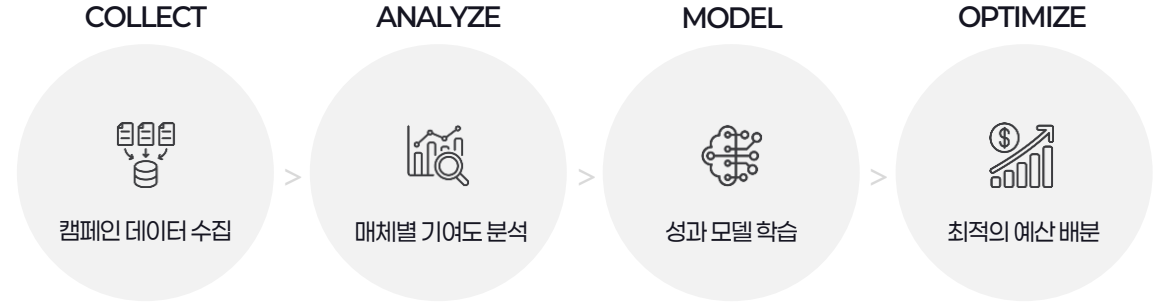 COLLECT
ANALYZE
MODEL
OPTIMIZE
캠페인 데이터 수집
>
매체별 기여도 분석
>
성과 모델 학습
>
최적의 예산 배분
$